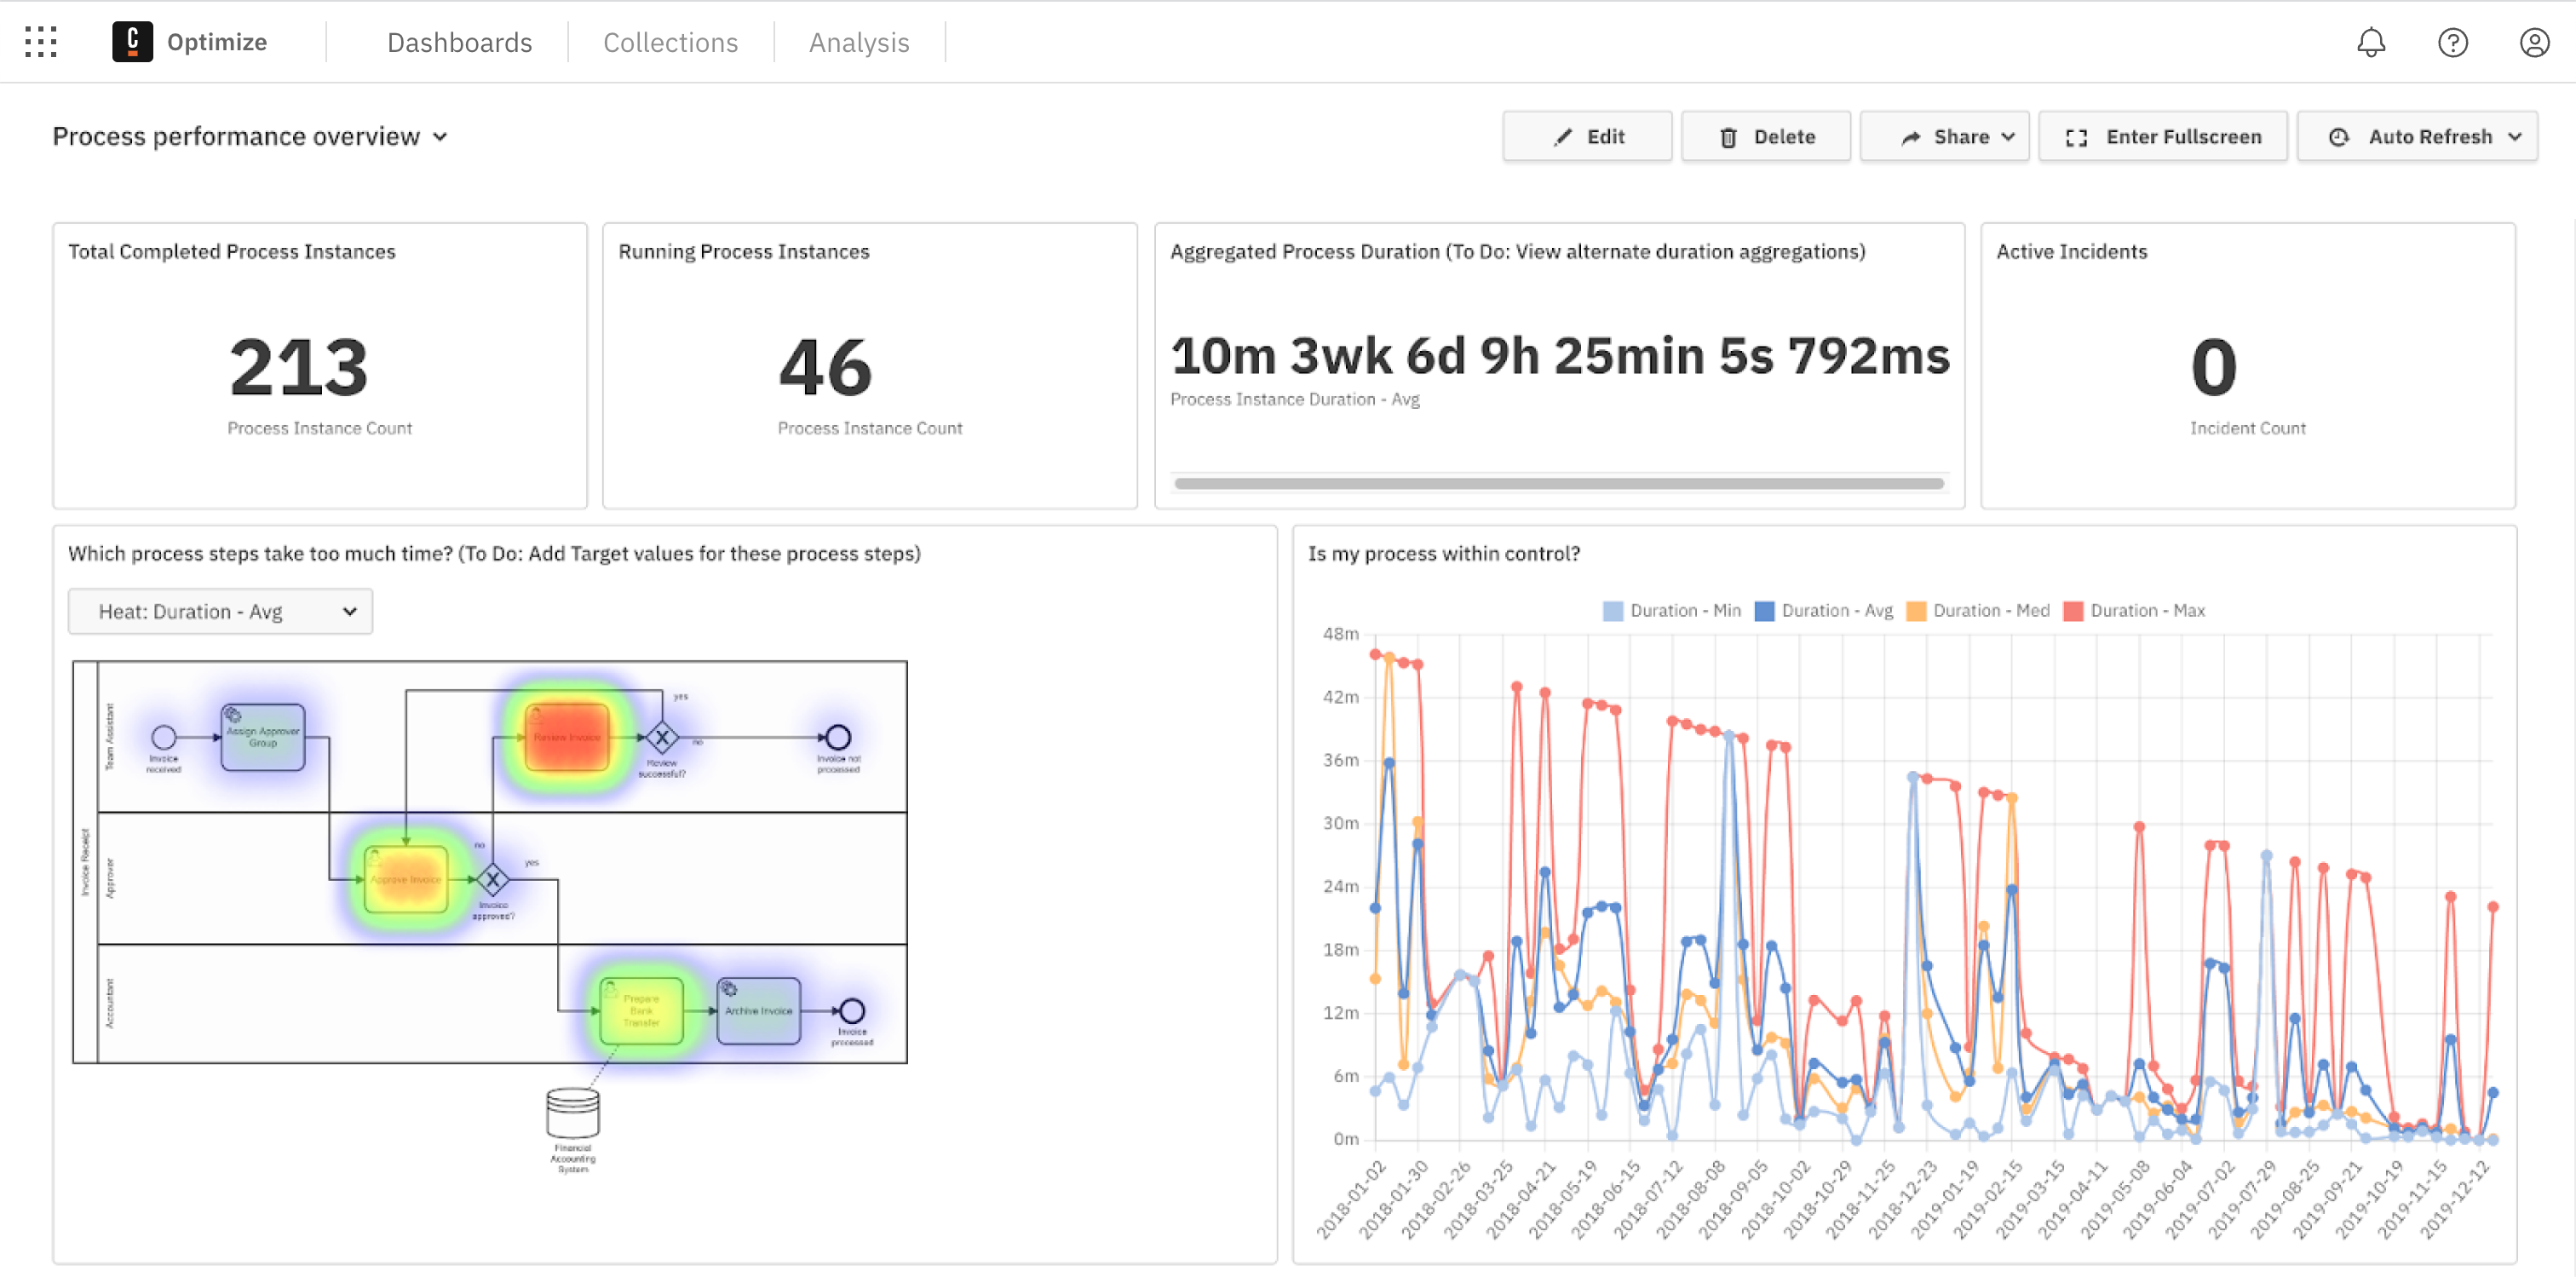 C Optimize Dashboards Collections Analysis
Process performance overview
Edit Delete Share Enter Fullscreen Auto Refresh
Total Completed Process Instances
213
Process Instance Count
Running Process Instances
46
Process Instance Count
Aggregated Process Duration (To Do: View alternate duration aggregations)
10m 3wk 6d 9h 25min 5s 792ms
Process Instance Duration - Avg
Active Incidents
0
Incident Count
Which process steps take too much time? (To Do: Add Target values for these process steps)
Heat: Duration - Avg
Invoice Receipt
Team Assistant
Invoice
received
Assign Approver
Group
Review Invoice
yes
no
Review
successful?
Invoice not
processed
Approver
Approve Invoice
no
yes
Invoice
approved?
Accountant
Prepare
Bank
Transfer
Archive Invoice
Invoice
processed
Financial
Accounting
System
Is my process within control?
Duration - Min Duration - Avg Duration - Med Duration - Max
48m
42m
36m
30m
24m
18m
12m
6m
0m
2018-01-02
2018-01-30
2018-02-26
2018-03-25
2018-04-21
2018-05-19
2018-06-15
2018-07-12
2018-08-08
2018-09-05
2018-10-02
2018-10-29
2018-11-25
2018-12-23
2019-01-19
2019-02-15
2019-03-15
2019-04-11
2019-05-08
2019-06-04
2019-07-02
2019-07-29
2019-08-25
2019-09-21
2019-10-19
2019-11-15
2019-12-12